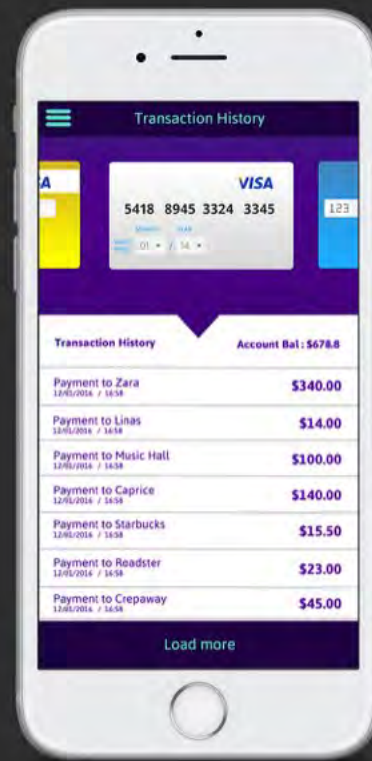 Transaction History
VISA
5418 8945 3324 3345
MONTH YEAR
01 / 14
123
Transaction History
Account Bal : $678.8
Payment to Zara
$340.00
12/01/2016 / 16:58
Payment to Linas
$14.00
12/01/2016 / 16:58
Payment to Music Hall
$100.00
12/01/2016 / 16:58
Payment to Caprice
$140.00
12/01/2016 / 16:58
Payment to Starbucks
$15.50
12/01/2016 / 16:58
Payment to Roadster
$23.00
12/01/2016 / 16:58
Payment to Crepaway
$45.00
12/01/2016 / 16:58
Load more